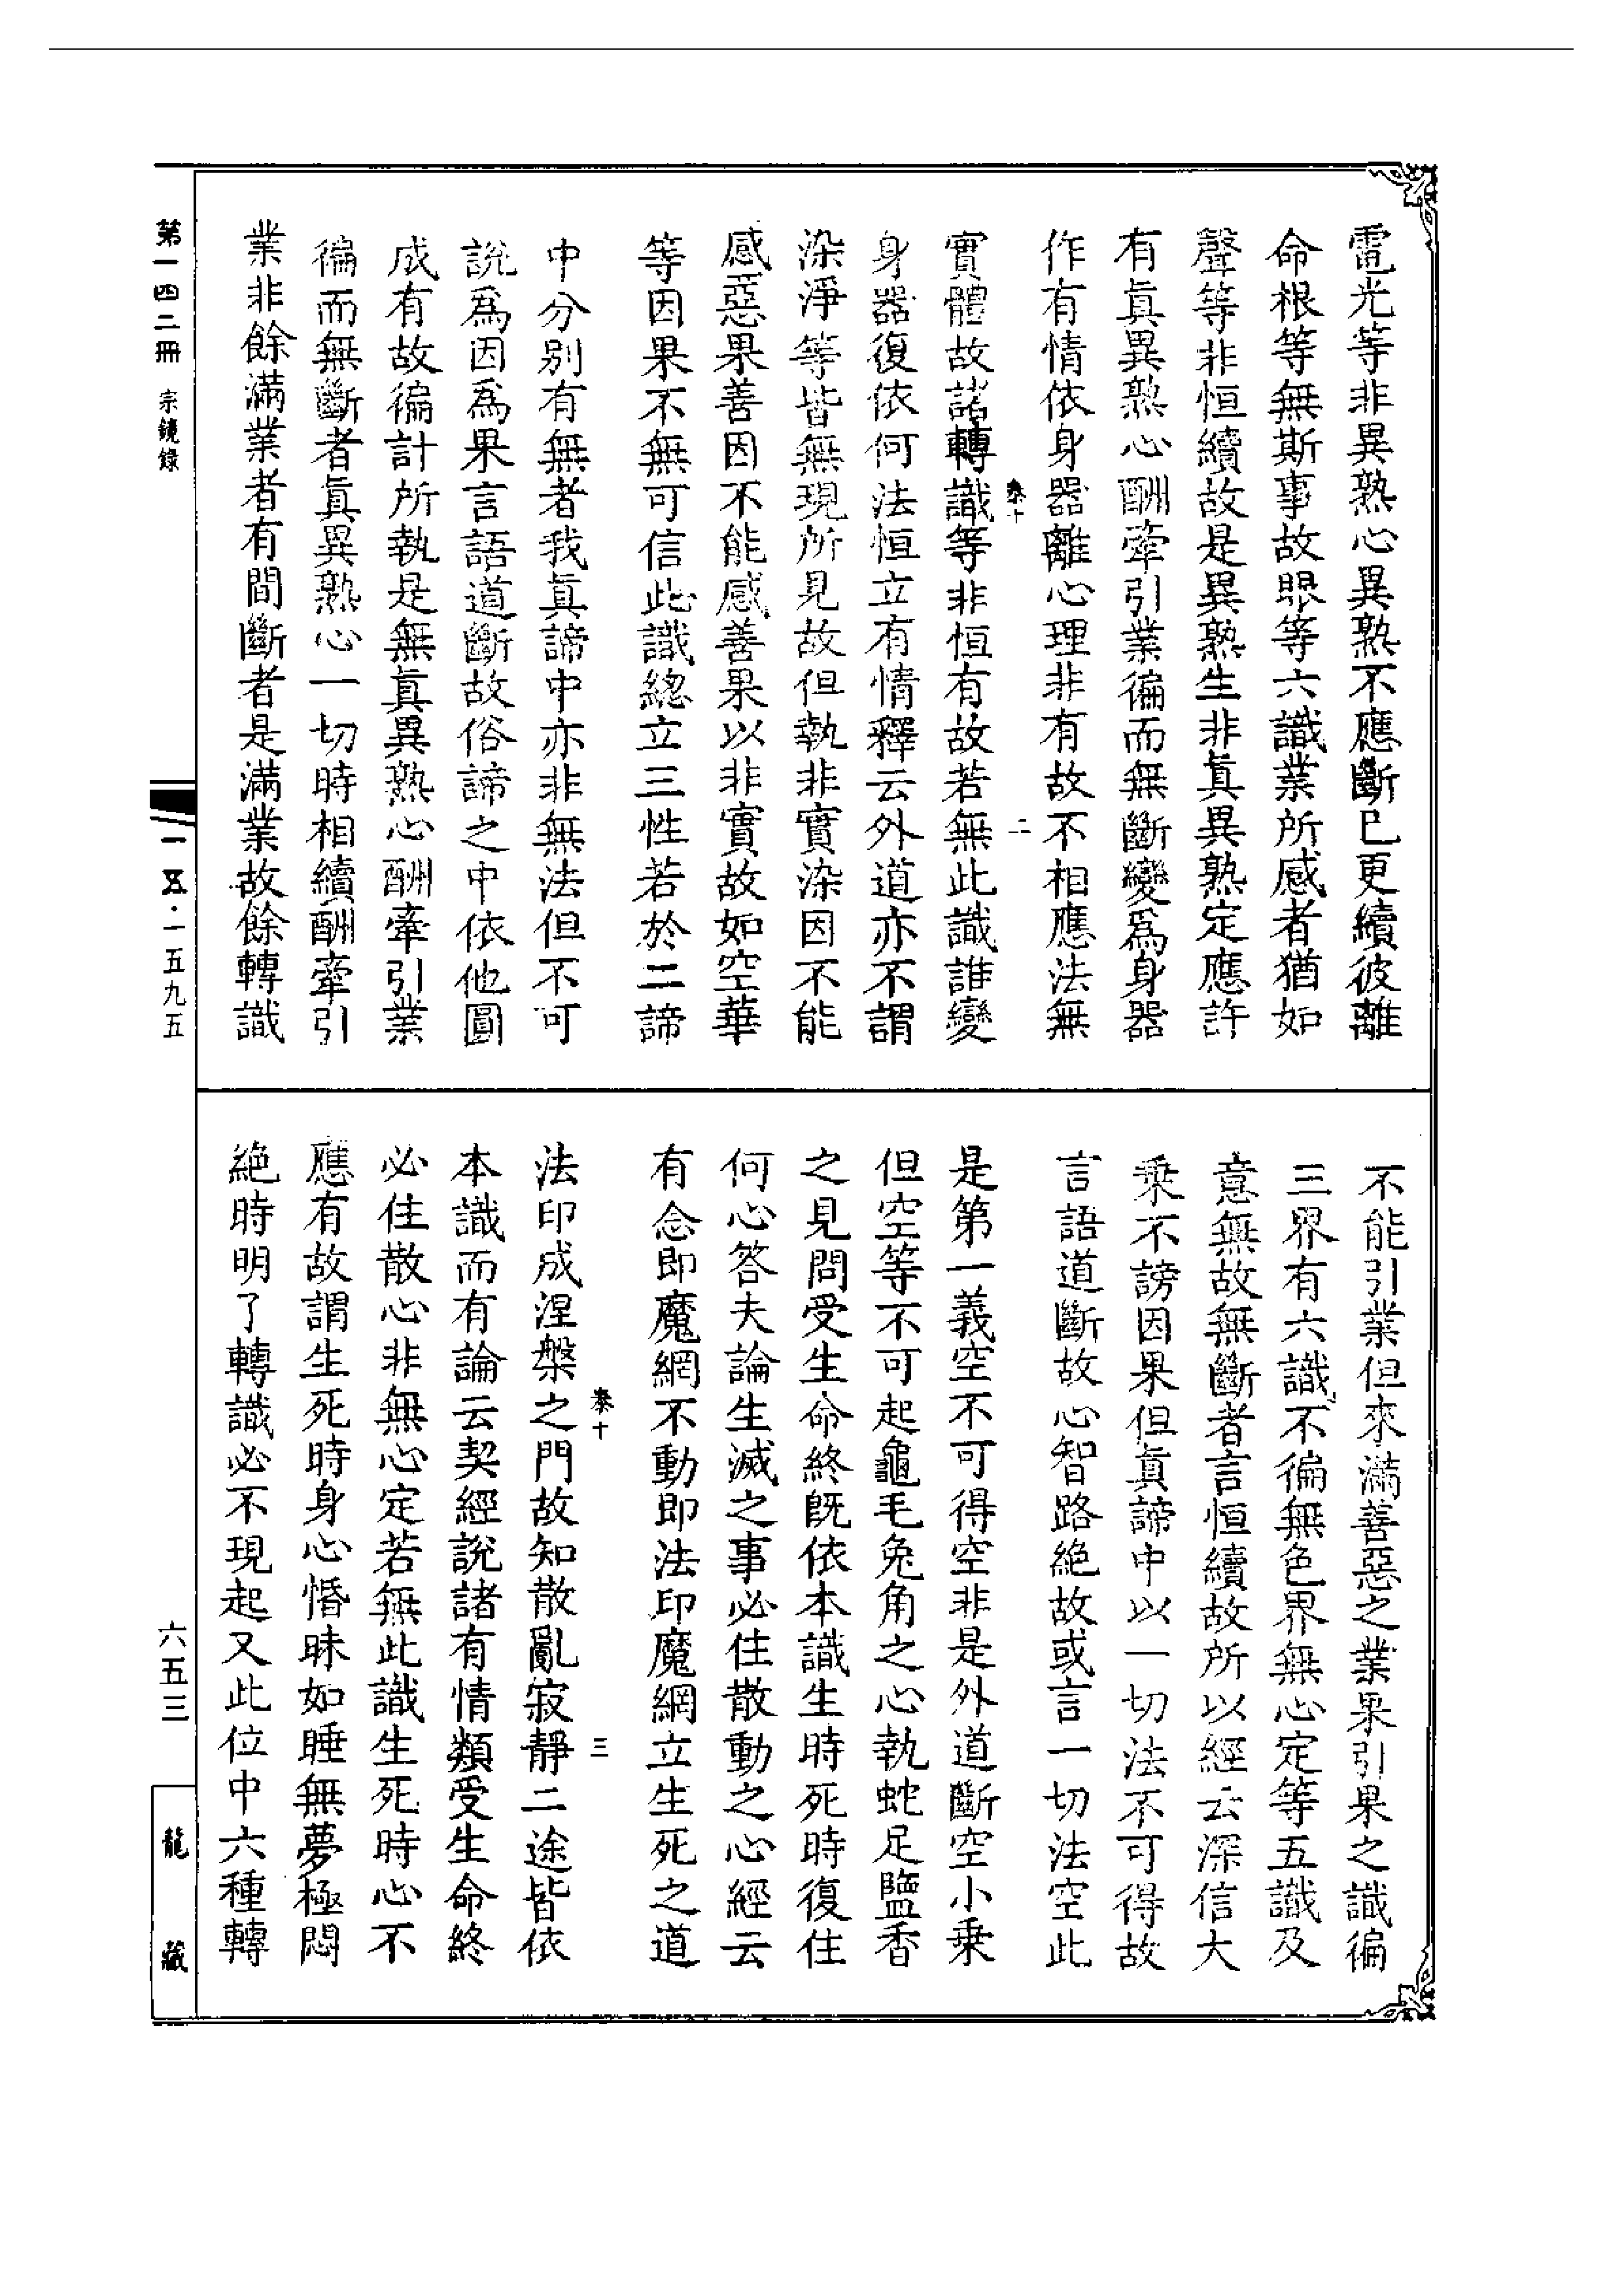 電光等非異熟心異熟不應斷已更續彼離
命根等無斯事故眼等六識業所感者猶如
聲等非恒續故是異熟生非眞異熟定應許
有眞異熟心酬牽引業徧而無斷變爲身器
作有情依身器離心理非有故不相應法無
秦十 二
實體故諸轉識等非恒有故若無此識誰變
身器復依何法恒立有情釋云外道亦不謂
染淨等皆無現所見故但執非實染因不能
感惡果善因不能感善果以非實故如空華
等因果不無可信此識總立三性若於二諦
中分別有無者我眞諦中亦非無法但不可
說爲因爲果言語道斷故俗諦之中依他圓
成有故徧計所執是無眞異熟心酬牽引業
徧而無斷者眞異熟心一切時相續酬牽引
業非餘滿業者有間斷者是滿業故餘轉識
不能引業但來滿善惡之業果引果之識徧
三界有六識不徧無色界無心定等五識及
意無故無斷者言恒續故所以經云深信大
乗不謗因果但眞諦中以一切法不可得故
言語道斷故心智路絕故或言一切法空此
是第一義空不可得空非是外道斷空小乗
但空等不可起龜毛兔角之心執蛇足鹽香
之見問受生命終既依本識生時死時復住
何心答夫論生滅之事必住散動之心經云
有念即魔網不動即法印魔網立生死之道
秦十 三
法印成涅槃之門故知散亂寂靜二途皆依
本識而有論云契經說諸有情類受生命終
必住散心非無心定若無此識生死時心不
應有故謂生死時身心惛昧如睡無夢極悶
絕時明了轉識必不現起又此位中六種轉
第一四二冊 宗鏡錄
一五·一五九五
六五三
龍藏